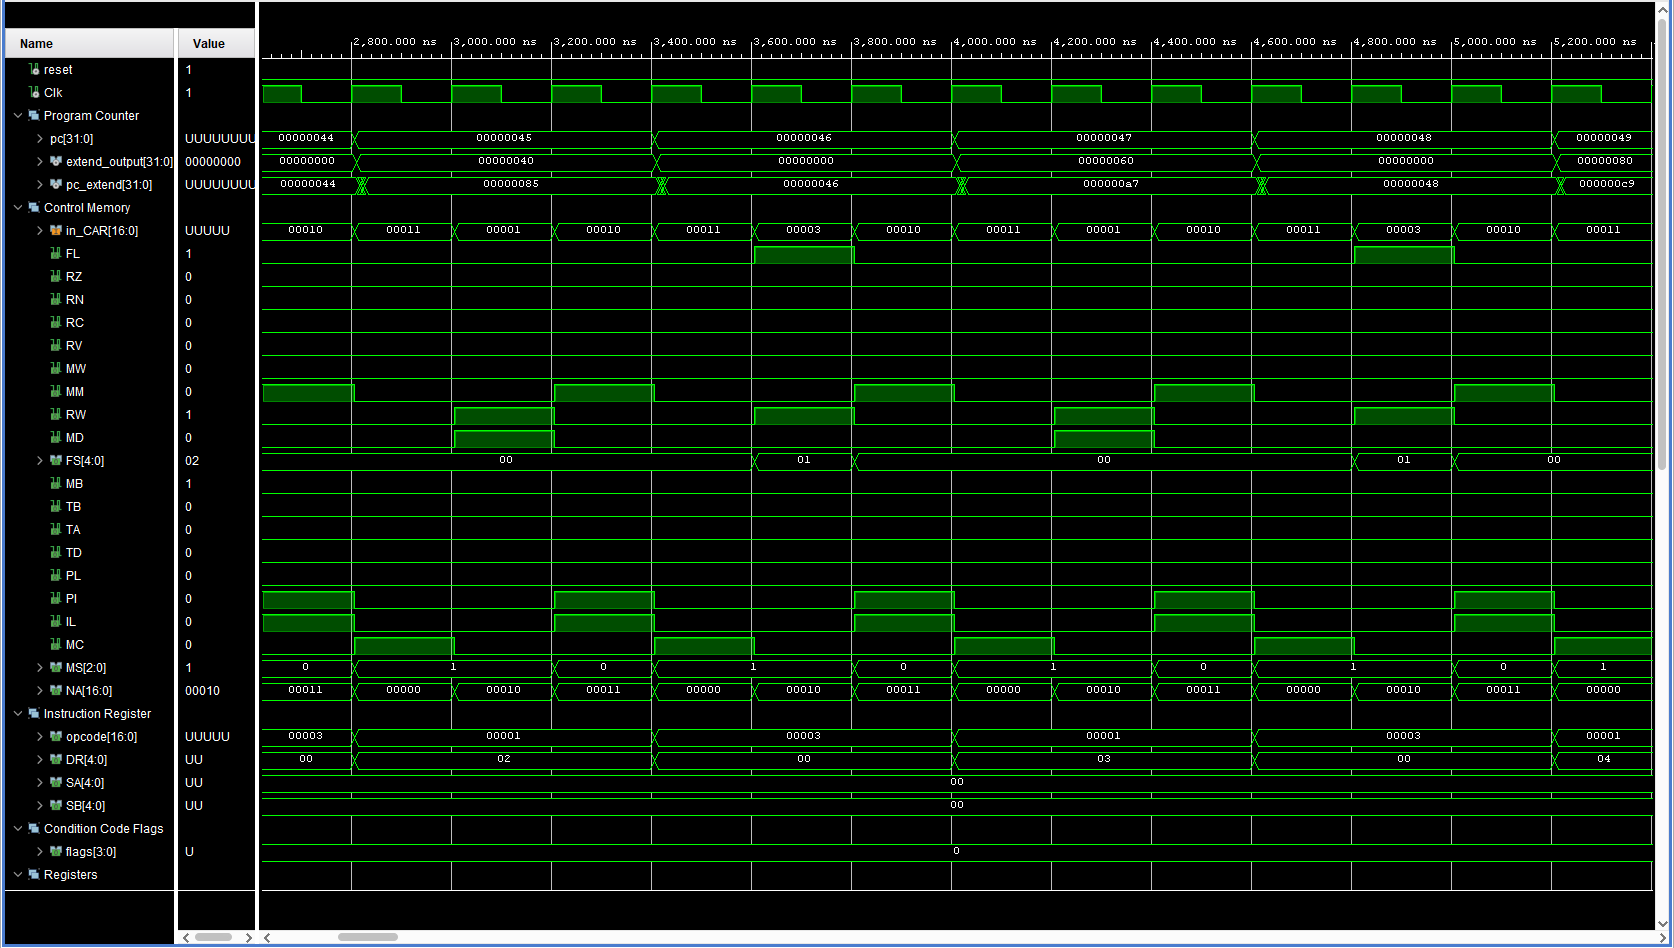 Name Value
2,800.000 ns 3,000.000 ns 3,200.000 ns 3,400.000 ns 3,600.000 ns 3,800.000 ns 4,000.000 ns 4,200.000 ns 4,400.000 ns 4,600.000 ns 4,800.000 ns 5,000.000 ns 5,200.000 ns
reset 1
Clk 1
Program Counter
pc[31:0] UUUUUUUU 00000044 00000045 00000046 00000047 00000048 00000049
extend_output[31:0] 00000000 00000000 00000040 00000000 00000060 00000000 00000080
pc_extend[31:0] UUUUUUUU 00000044 00000085 00000046 000000a7 00000048 000000c9
Control Memory
in_CAR[16:0] UUUUU 00010 00011 00001 00010 00011 00003 00010 00011 00001 00010 00011 00003 00010 00011
FL 1
RZ 0
RN 0
RC 0
RV 0
MW 0
MM 0
RW 1
MD 0
FS[4:0] 02 00 01 00 01 00
MB 1
TB 0
TA 0
TD 0
PL 0
PI 0
IL 0
MC 0
MS[2:0] 1 0 1 0 1 0 1 0 1 0 1
NA[16:0] 00010 00011 00000 00010 00011 00000 00010 00011 00000 00010 00011 00000 00010 00011 00000
Instruction Register
opcode[16:0] UUUUU 00003 00001 00003 00001 00003 00001
DR[4:0] UU 00 02 00 03 00 04
SA[4:0] UU 00
SB[4:0] UU 00
Condition Code Flags
flags[3:0] U 0
Registers